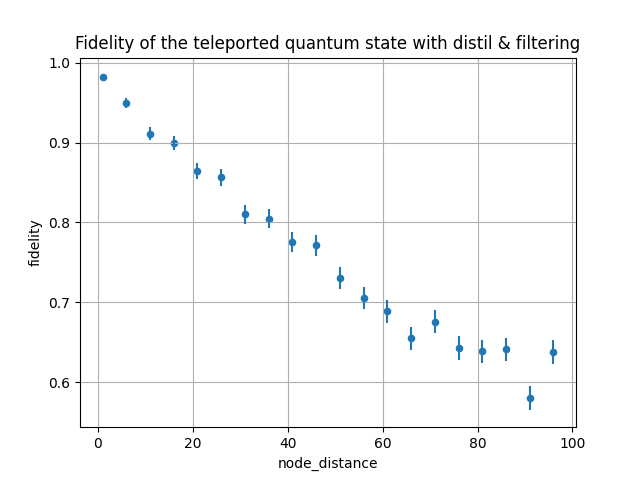 Fidelity of the teleported quantum state with distil & filtering
1.0
0.9
0.8
0.7
0.6
fidelity
0 20 40 60 80 100
node_distance